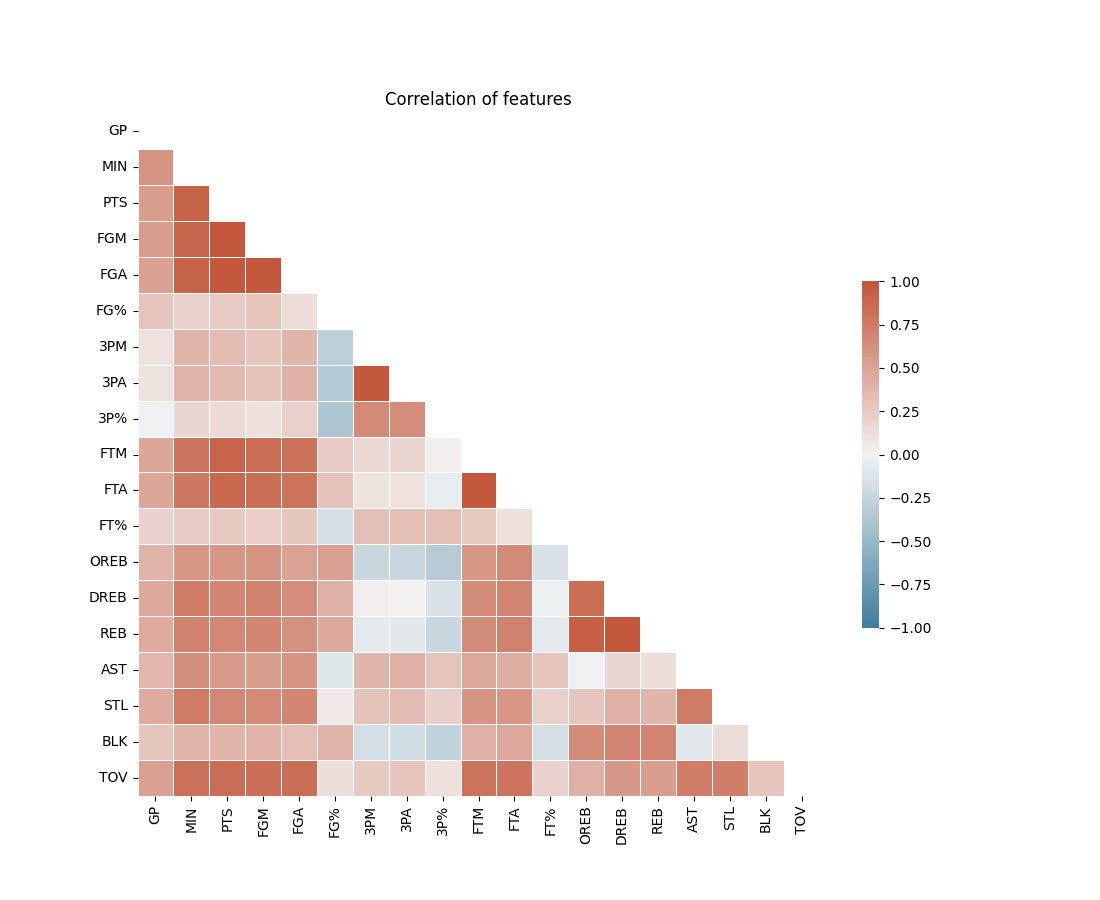 Correlation of features
GP
MIN
PTS
FGM
FGA
FG%
3PM
3PA
3P%
FTM
FTA
FT%
OREB
DREB
REB
AST
STL
BLK
TOV
GP MIN PTS FGM FGA FG% 3PM 3PA 3P% FTM FTA FT% OREB DREB REB AST STL BLK TOV
1.00
0.75
0.50
0.25
0.00
−0.25
−0.50
−0.75
−1.00